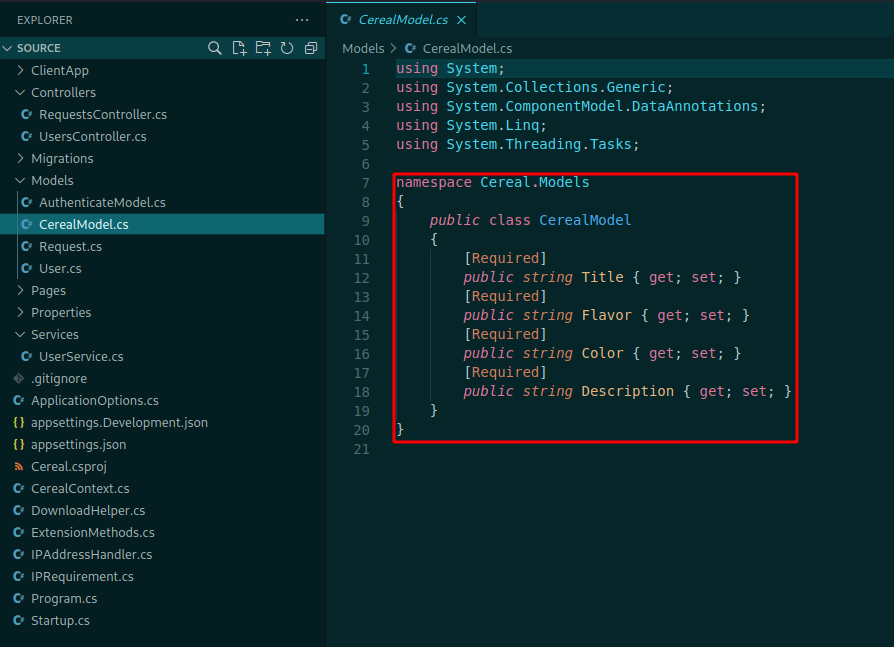 EXPLORER
SOURCE
ClientApp
Controllers
RequestsController.cs
UsersController.cs
Migrations
Models
AuthenticateModel.cs
CerealModel.cs
Request.cs
User.cs
Pages
Properties
Services
UserService.cs
.gitignore
ApplicationOptions.cs
appsettings.Development.json
appsettings.json
Cereal.csproj
CerealContext.cs
DownloadHelper.cs
ExtensionMethods.cs
IPAddressHandler.cs
IPRequirement.cs
Program.cs
Startup.cs
CerealModel.cs
Models > CerealModel.cs
1 using System;
2 using System.Collections.Generic;
3 using System.ComponentModel.DataAnnotations;
4 using System.Linq;
5 using System.Threading.Tasks;
6
7 namespace Cereal.Models
8 {
9 public class CerealModel
10 {
11 [Required]
12 public string Title { get; set; }
13 [Required]
14 public string Flavor { get; set; }
15 [Required]
16 public string Color { get; set; }
17 [Required]
18 public string Description { get; set; }
19 }
20 }
21